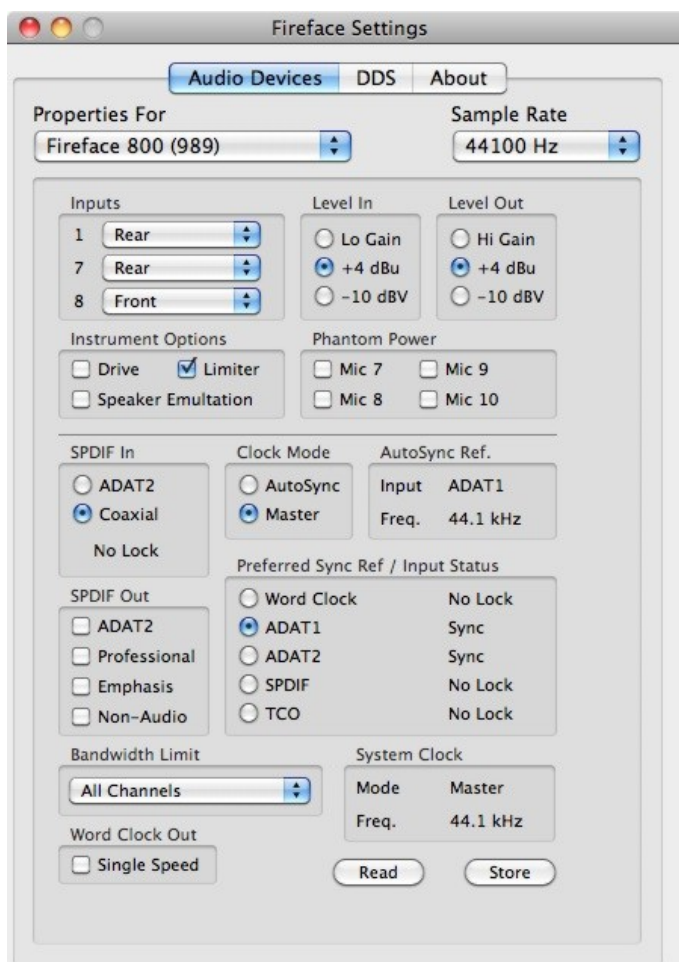 Fireface Settings
Audio Devices DDS About
Properties For Sample Rate
Fireface 800 (989) 44100 Hz
Inputs Level In Level Out
1 Rear Lo Gain Hi Gain
7 Rear +4 dBu +4 dBu
8 Front -10 dBV -10 dBV
Instrument Options Phantom Power
Drive Limiter Mic 7 Mic 9
Speaker Emultation Mic 8 Mic 10
SPDIF In Clock Mode AutoSync Ref.
ADAT2 AutoSync Input ADAT1
Coaxial Master Freq. 44.1 kHz
No Lock
Preferred Sync Ref / Input Status
SPDIF Out Word Clock No Lock
ADAT2 ADAT1 Sync
Professional ADAT2 Sync
Emphasis SPDIF No Lock
Non-Audio TCO No Lock
Bandwidth Limit System Clock
All Channels Mode Master
Freq. 44.1 kHz
Word Clock Out
Single Speed Read Store